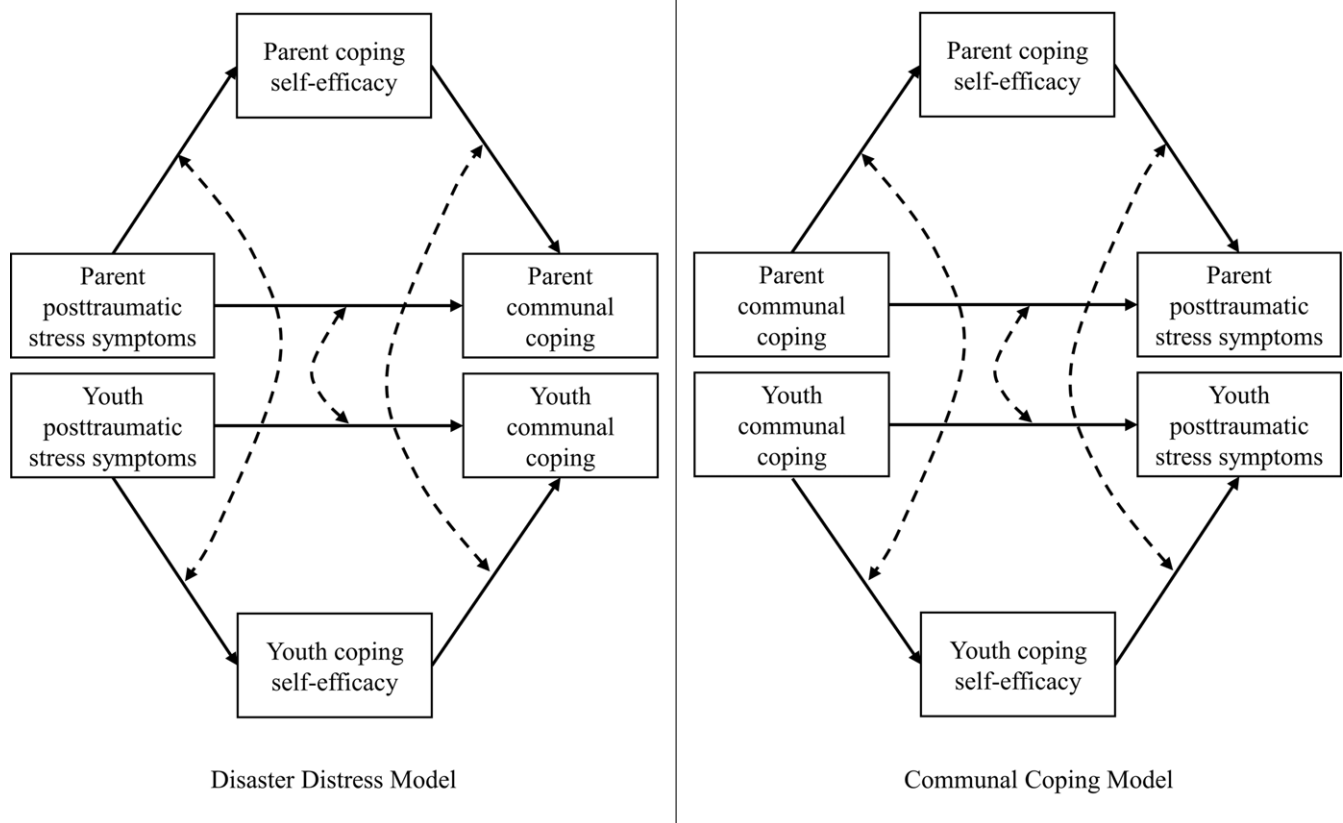 Parent coping
self-efficacy
Parent
posttraumatic
stress symptoms
Parent
communal
coping
Youth
posttraumatic
stress symptoms
Youth
communal
coping
Youth coping
self-efficacy
Disaster Distress Model
Parent coping
self-efficacy
Parent
communal
coping
Parent
posttraumatic
stress symptoms
Youth
communal
coping
Youth
posttraumatic
stress symptoms
Youth coping
self-efficacy
Communal Coping Model